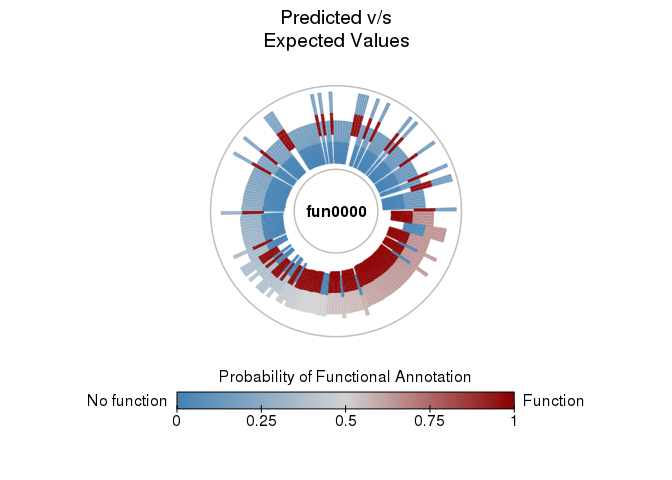 Predicted v/s
Expected Values
fun0000
Probability of Functional Annotation
No function
Function
0
0.25
0.5
0.75
1